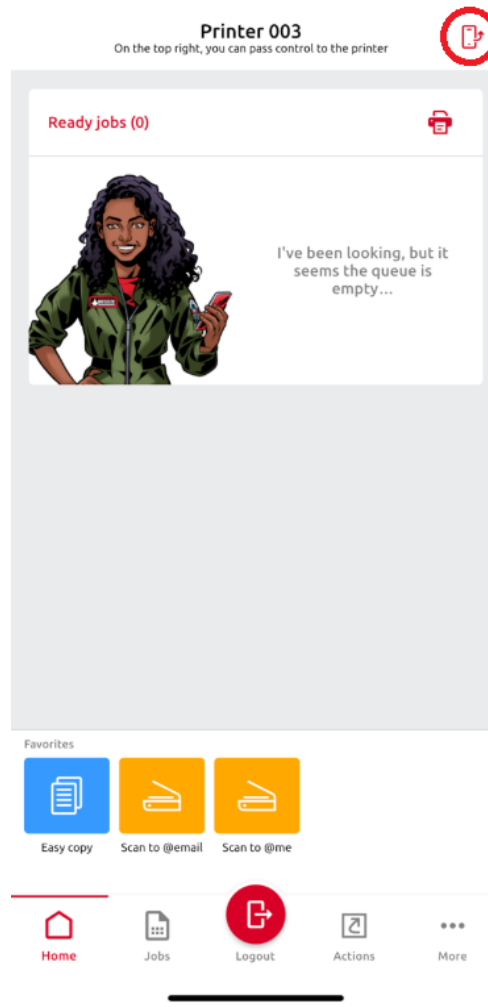 Printer 003
On the top right, you can pass control to the printer
Ready jobs (0)
I've been looking, but it
seems the queue is
empty...
Favorites
Easy copy
Scan to @email
Scan to @me
Home
Jobs
Logout
Actions
More